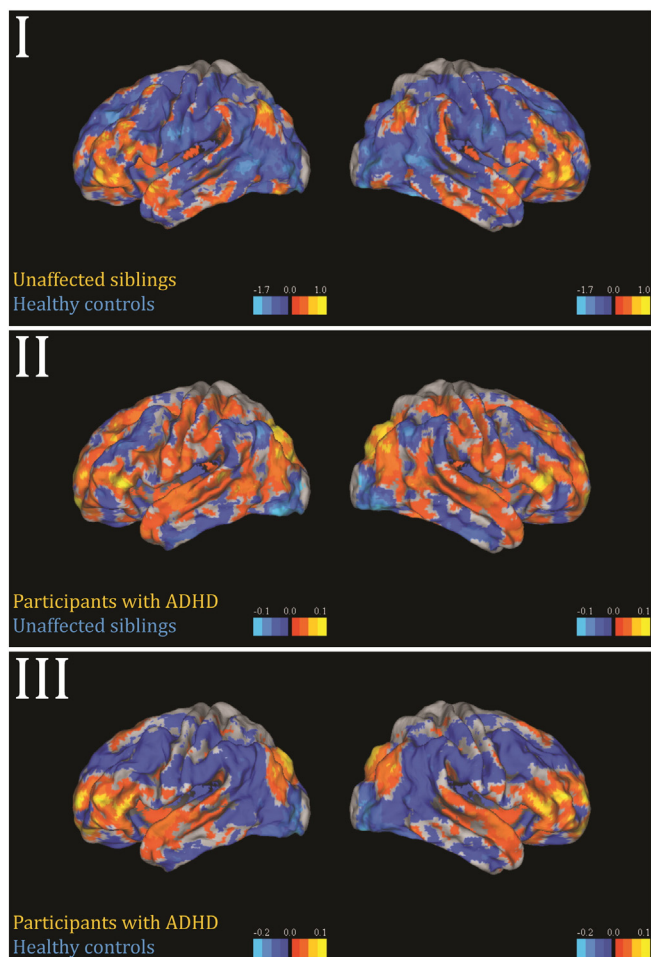 I
Unaffected siblings
Healthy controls
-1.7 0.0 1.0
-1.7 0.0 1.0
II
Participants with ADHD
Unaffected siblings
-0.1 0.0 0.1
-0.1 0.0 0.1
III
Participants with ADHD
Healthy controls
-0.2 0.0 0.1
-0.2 0.0 0.1